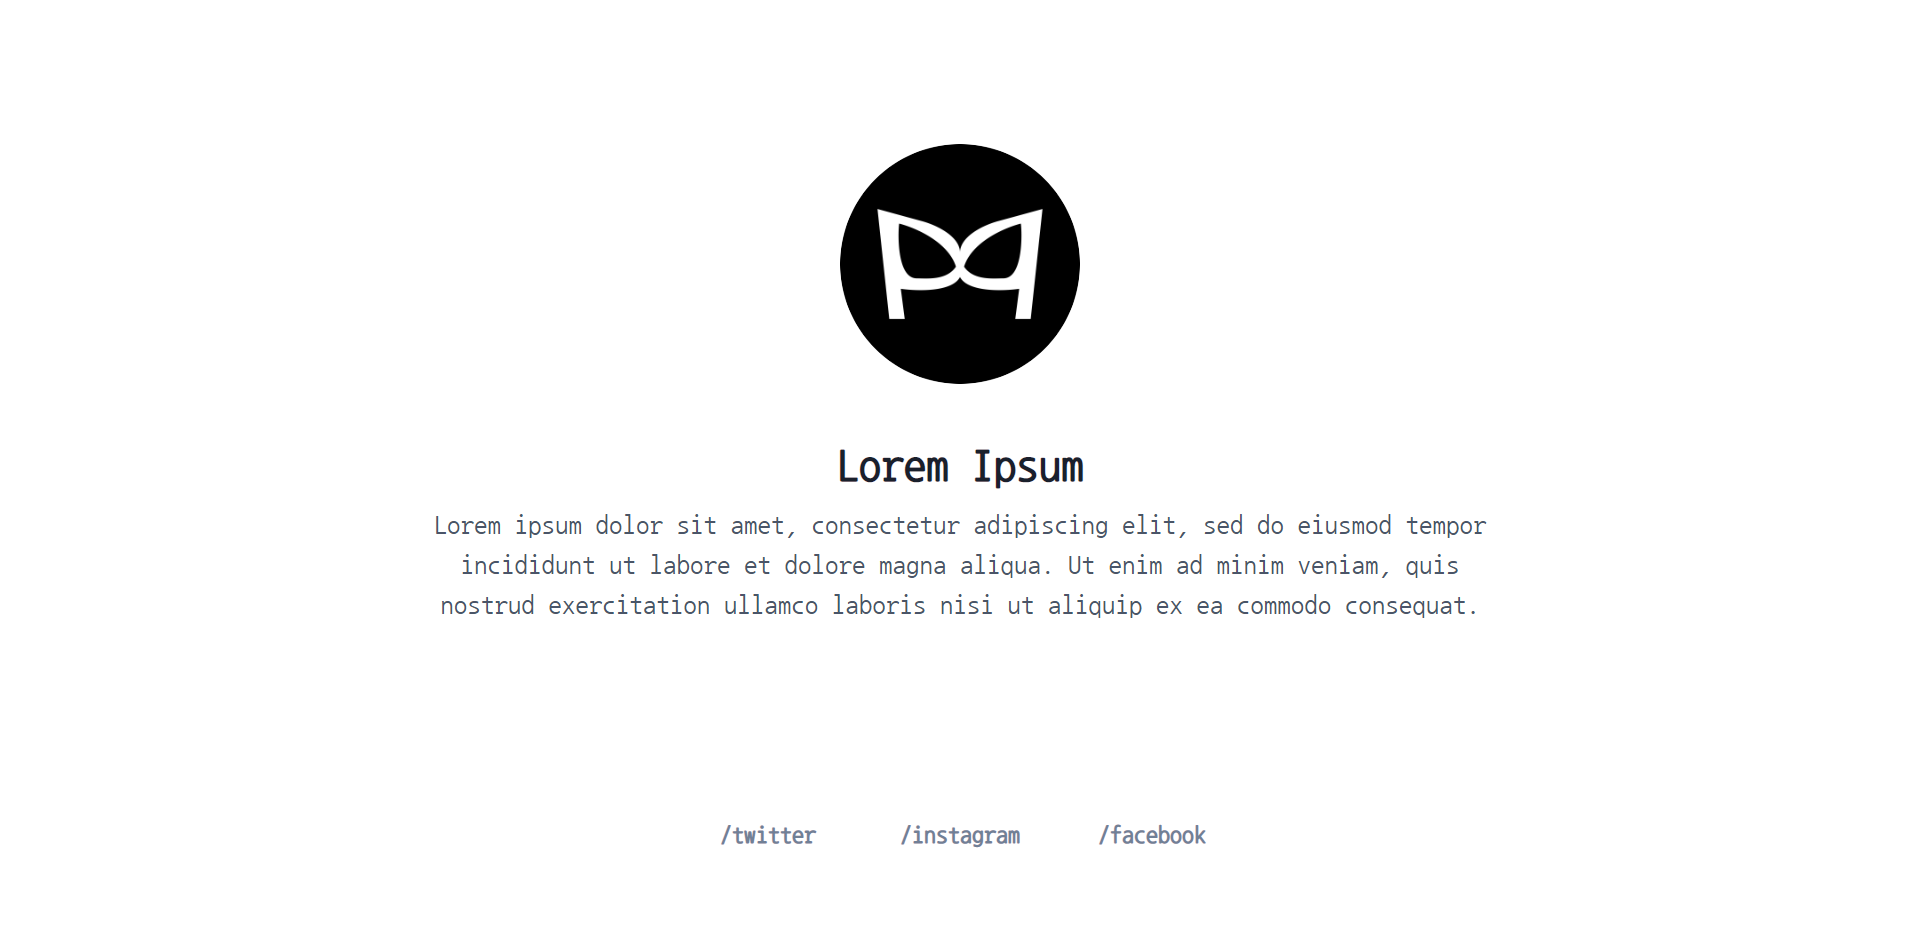 pq
Lorem Ipsum
Lorem ipsum dolor sit amet, consectetur adipiscing elit, sed do eiusmod tempor
incididunt ut labore et dolore magna aliqua. Ut enim ad minim veniam, quis
nostrud exercitation ullamco laboris nisi ut aliquip ex ea commodo consequat.
/twitter
/instagram
/facebook